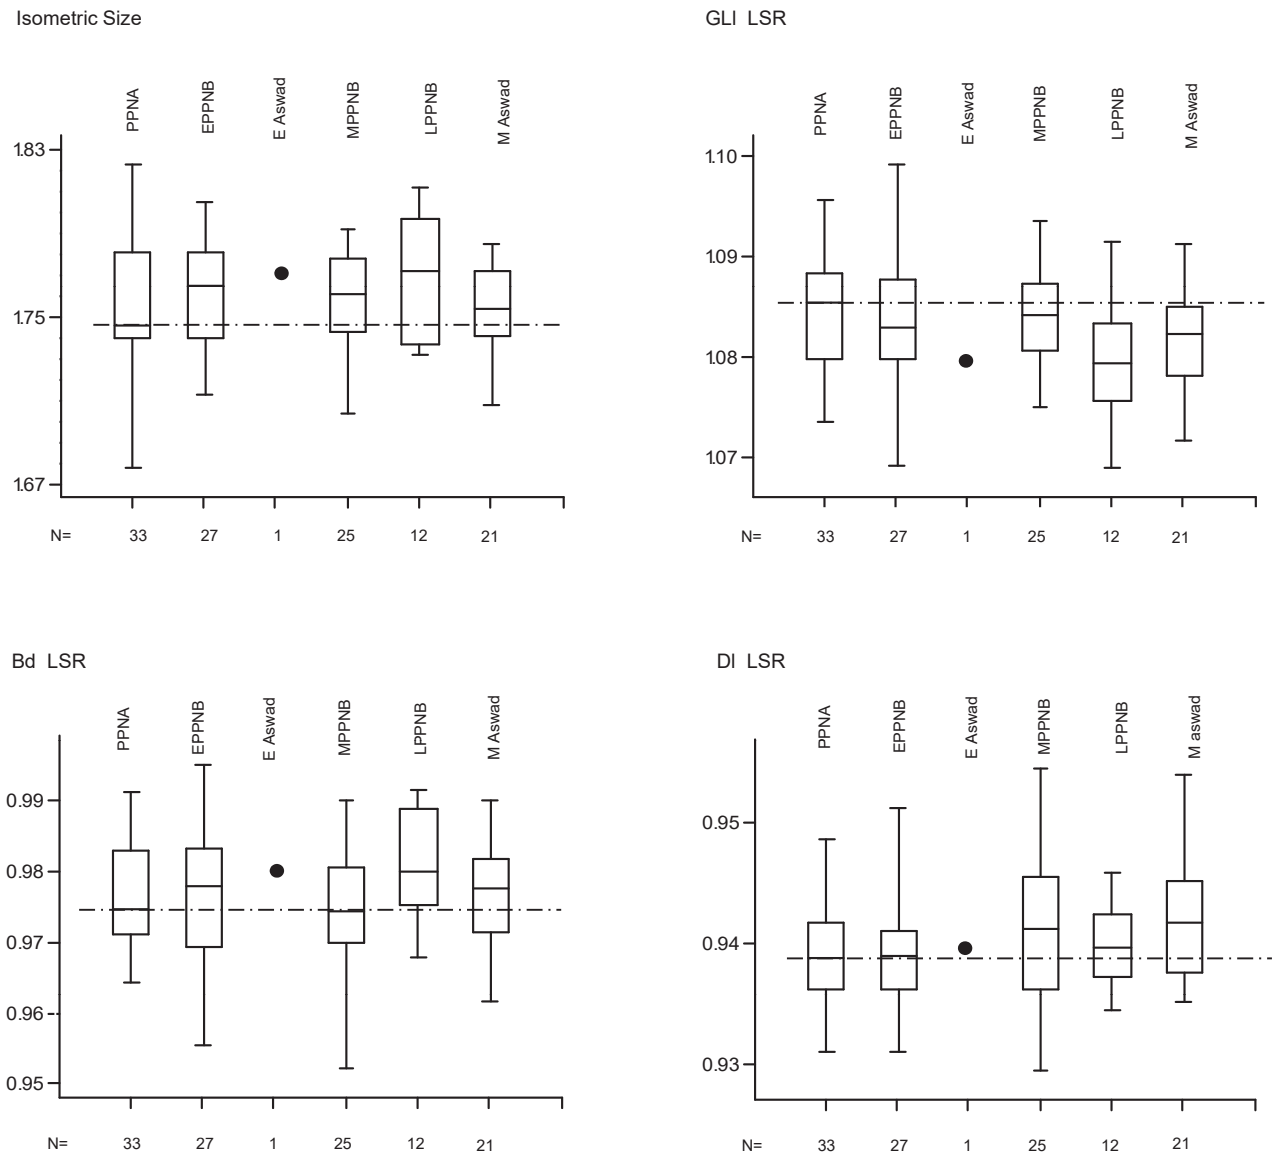 Isometric Size
PPNA
EPPNB
E Aswad
MPPNB
LPPNB
M Aswad
1.83
1.75
1.67
N= 33 27 1 25 12 21
GLl LSR
PPNA
EPPNB
E Aswad
MPPNB
LPPNB
M Aswad
1.10
1.09
1.08
1.07
N= 33 27 1 25 12 21
Bd LSR
PPNA
EPPNB
E Aswad
MPPNB
LPPNB
M Aswad
0.99
0.98
0.97
0.96
0.95
N= 33 27 1 25 12 21
Dl LSR
PPNA
EPPNB
E Aswad
MPPNB
LPPNB
M aswad
0.95
0.94
0.93
N= 33 27 1 25 12 21